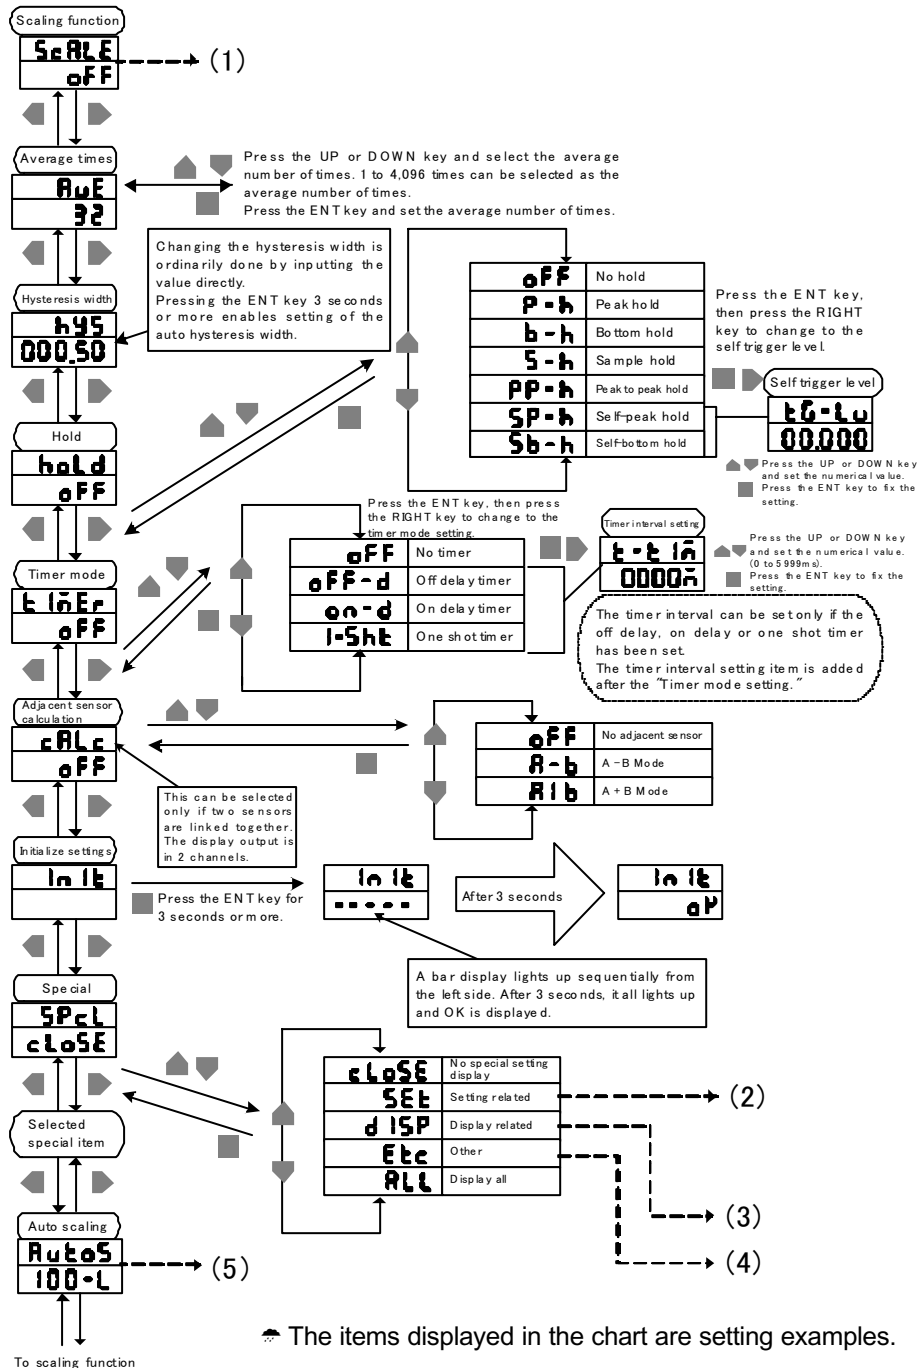 Scaling function
ScALE
oFF
(1)
Average times
AvE
32
Press the UP or DOWN key and select the average
number of times. 1 to 4,096 times can be selected as the
average number of times.
Press the ENT key and set the average number of times.
Changing the hysteresis width is
ordinarily done by inputting the
value directly.
Pressing the ENT key 3 seconds
or more enables setting of the
auto hysteresis width.
Hysteresis width
hYS
000.50
oFF No hold
P-h Peak hold
b-h Bottom hold
S-h Sample hold
PP-h Peak to peak hold
SP-h Self-peak hold
Sb-h Self-bottom hold
Press the ENT key,
then press the RIGHT
key to change to the
self trigger level.
Self trigger level
tG-Lv
00.000
Press the UP or DOWN key
and set the numerical value.
Press the ENT key to fix the
setting.
Hold
hoLd
oFF
Press the ENT key, then press
the RIGHT key to change to the
timer mode setting.
oFF No timer
oFF-d Off delay timer
on-d On delay timer
1-Sht One shot timer
Timer interval setting
t-tim
0000m
Press the UP or DOWN key
and set the numerical value.
(0 to 5999ms).
Press the ENT key to fix the
setting.
The timer interval can be set only if the
off delay, on delay or one shot timer
has been set.
The timer interval setting item is added
after the "Timer mode setting."
Timer mode
timEr
oFF
Adjacent sensor
calculation
cALc
oFF
oFF No adjacent sensor
A-b A-B Mode
A1b A+B Mode
This can be selected
only if two sensors
are linked together.
The display output is
in 2 channels.
Initialize settings
InIt
Press the ENT key for
3 seconds or more.
InIt
-----
After 3 seconds
InIt
oK
A bar display lights up sequentially from
the left side. After 3 seconds, it all lights up
and OK is displayed.
Special
SPcL
cLoSE
cLoSE No special setting
display
SEt Setting related
dISP Display related
Etc Other
ALL Display all
(2)
(3)
(4)
Selected
special item
Auto scaling
AutoS
100-L
(5)
To scaling function
The items displayed in the chart are setting examples.